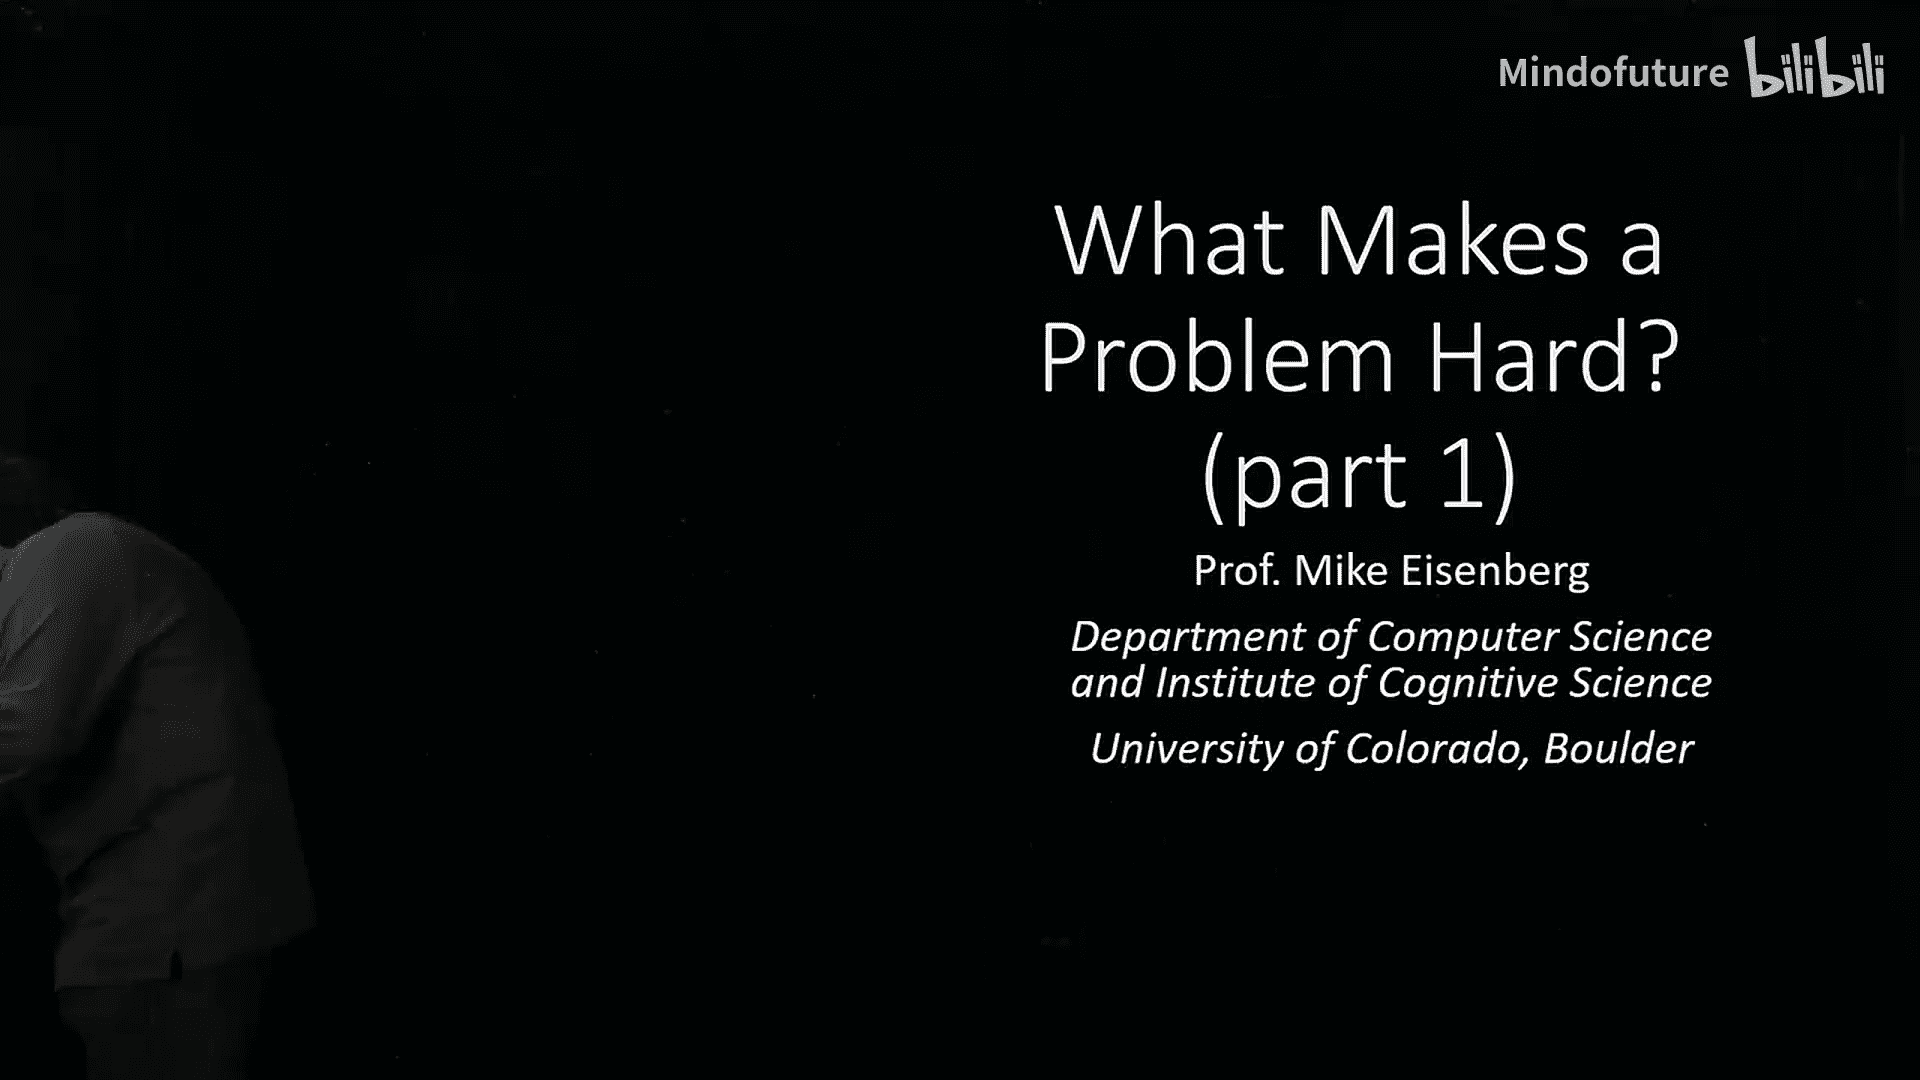 Mindofuture bilibili
What Makes a
Problem Hard?
(part 1)
Prof. Mike Eisenberg
Department of Computer Science
and Institute of Cognitive Science
University of Colorado, Boulder